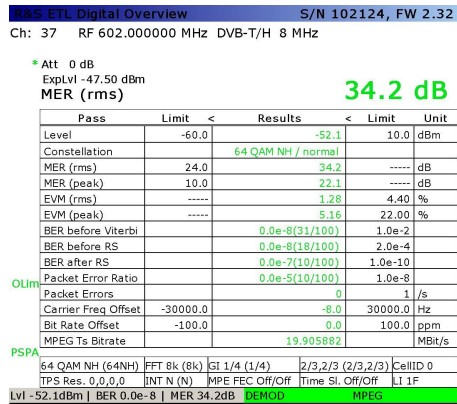 R&S ETL Digital Overview S/N 102124, FW 2.32
Ch: 37 RF 602.000000 MHz DVB-T/H 8 MHz
* Att 0 dB
ExpLvl -47.50 dBm
MER (rms) 34.2 dB
Pass Limit < Results < Limit Unit
Level -60.0 -52.1 10.0 dBm
Constellation 64 QAM NH / normal
MER (rms) 24.0 34.2 ----- dB
MER (peak) 10.0 22.1 ----- dB
EVM (rms) ----- 1.28 4.40 %
EVM (peak) ----- 5.16 22.00 %
BER before Viterbi 0.0e-8(31/100) 1.0e-2
BER before RS 0.0e-8(18/100) 2.0e-4
BER after RS 0.0e-7(10/100) 1.0e-10
OLim Packet Error Ratio 0.0e-5(10/100) 1.0e-8
Packet Errors 0 1 /s
Carrier Freq Offset -30000.0 -8.0 30000.0 Hz
Bit Rate Offset -100.0 0.0 100.0 ppm
MPEG Ts Bitrate 19.905882 MBit/s
PSPA
64 QAM NH (64NH) FFT 8k (8k) GI 1/4 (1/4) 2/3,2/3 (2/3,2/3) CellID 0
TPS Res. 0,0,0,0 INT N (N) MPE FEC Off/Off Time Sl. Off/Off LI 1F
Lvl -52.1dBm | BER 0.0e-8 | MER 34.2dB DEMOD MPEG